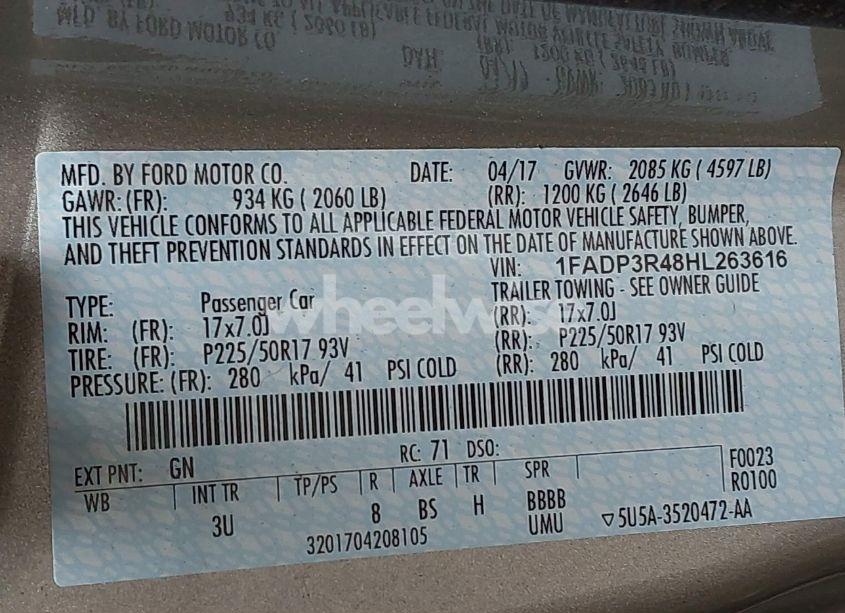 MFD. BY FORD MOTOR CO. DATE: 04/17 GVWR: 2085 KG ( 4597 LB)
GAWR: (FR): 934 KG ( 2060 LB) (RR): 1200 KG ( 2646 LB)
THIS VEHICLE CONFORMS TO ALL APPLICABLE FEDERAL MOTOR VEHICLE SAFETY, BUMPER,
AND THEFT PREVENTION STANDARDS IN EFFECT ON THE DATE OF MANUFACTURE SHOWN ABOVE.
VIN: 1FADP3R48HL263616
TYPE: Passenger Car TRAILER TOWING - SEE OWNER GUIDE
RIM: (FR): 17x7.0J (RR): 17x7.0J
TIRE: (FR): P225/50R17 93V (RR): P225/50R17 93V
PRESSURE: (FR): 280 kPa/ 41 PSI COLD (RR): 280 kPa/ 41 PSI COLD
wheelwise
RC: 71 DSO:
EXT PNT: GN F0023
WB INT TR TP/PS R AXLE TR SPR R0100
3U 8 BS H BBBB
3201704208105 UMU ▽5U5A-3520472-AA